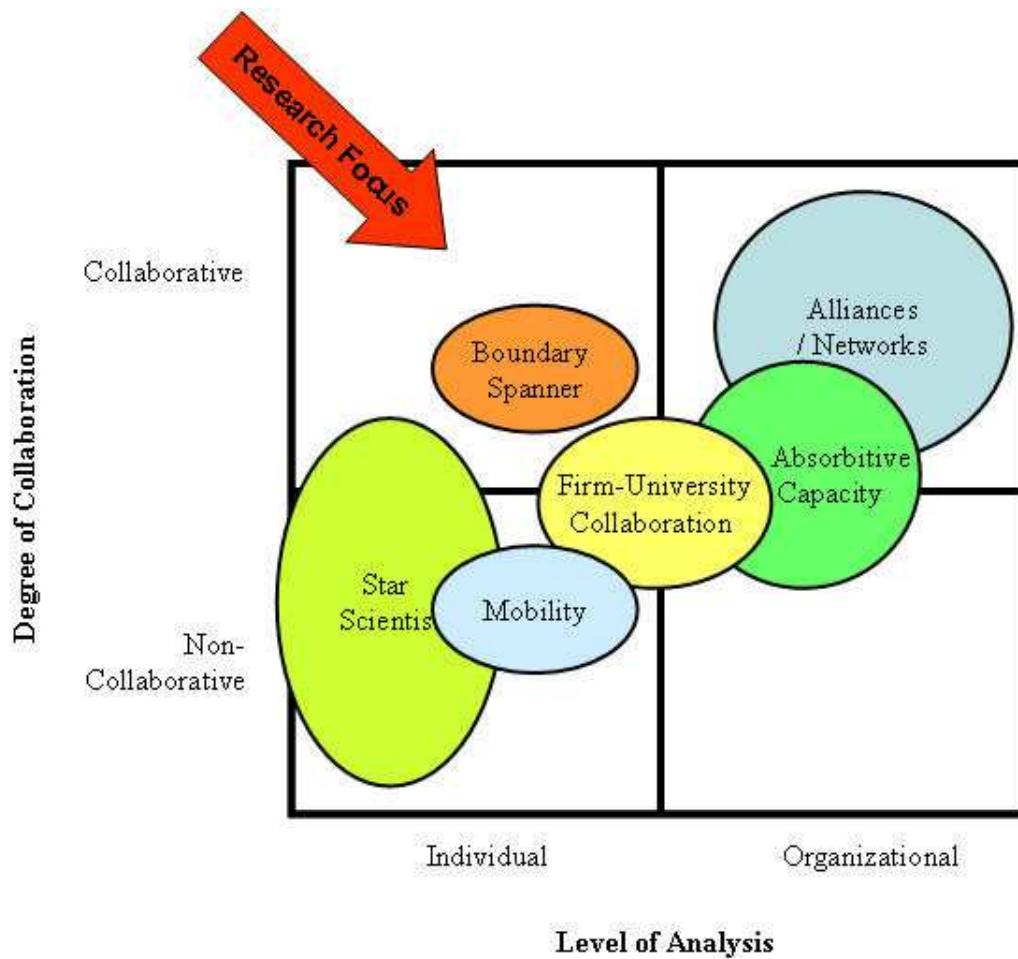 Research Focus
Collaborative
Alliances
/ Networks
Boundary
Spanner
Absorbitive
Capacity
Firm-University
Collaboration
Star
Scientis
Mobility
Non-
Collaborative
Degree of Collaboration
Individual
Organizational
Level of Analysis